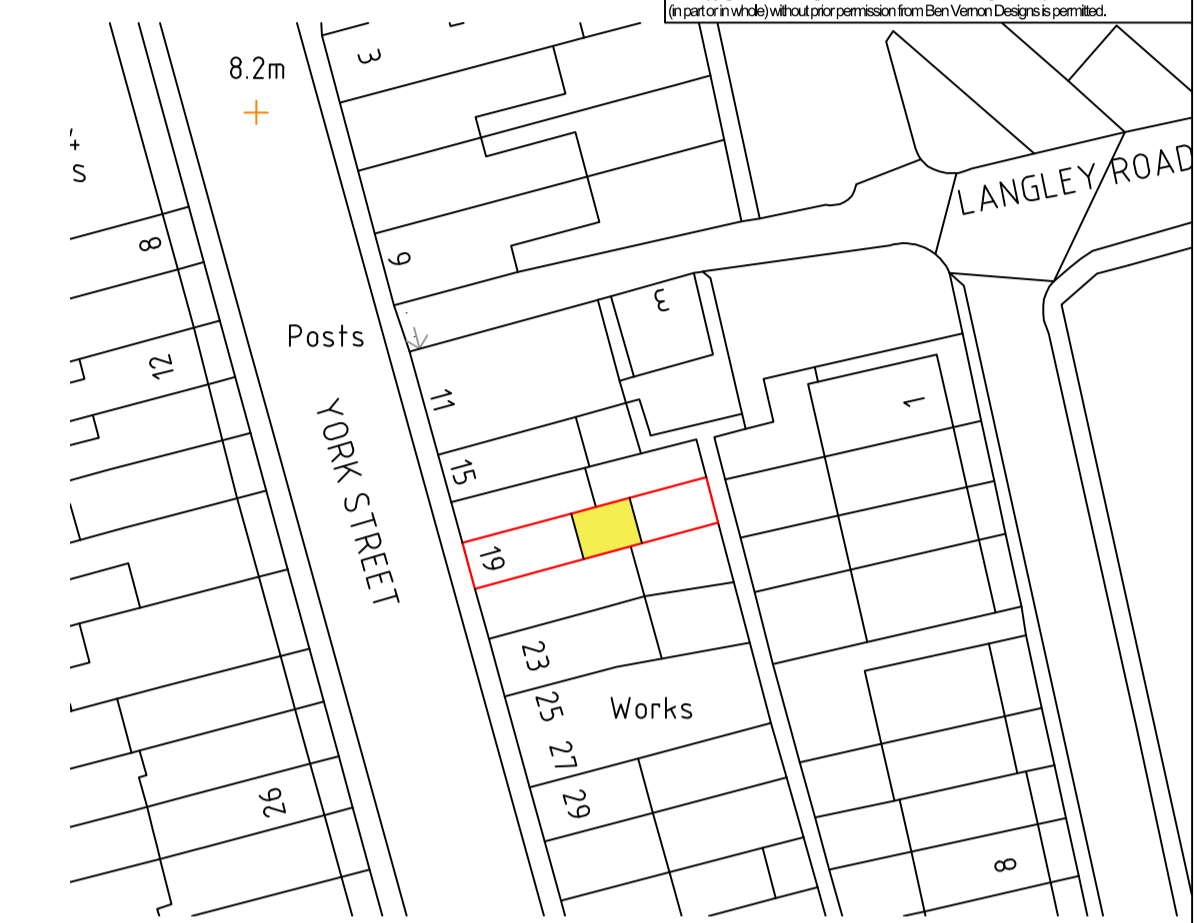 (in part or in whole) without prior permission from Ben Vernon Designs is permitted.
8.2m
3
s
LANGLEY ROAD
8
9
Posts
3
12
11
1
YORK STREET
15
19
23
25
Works
27
29
26
8